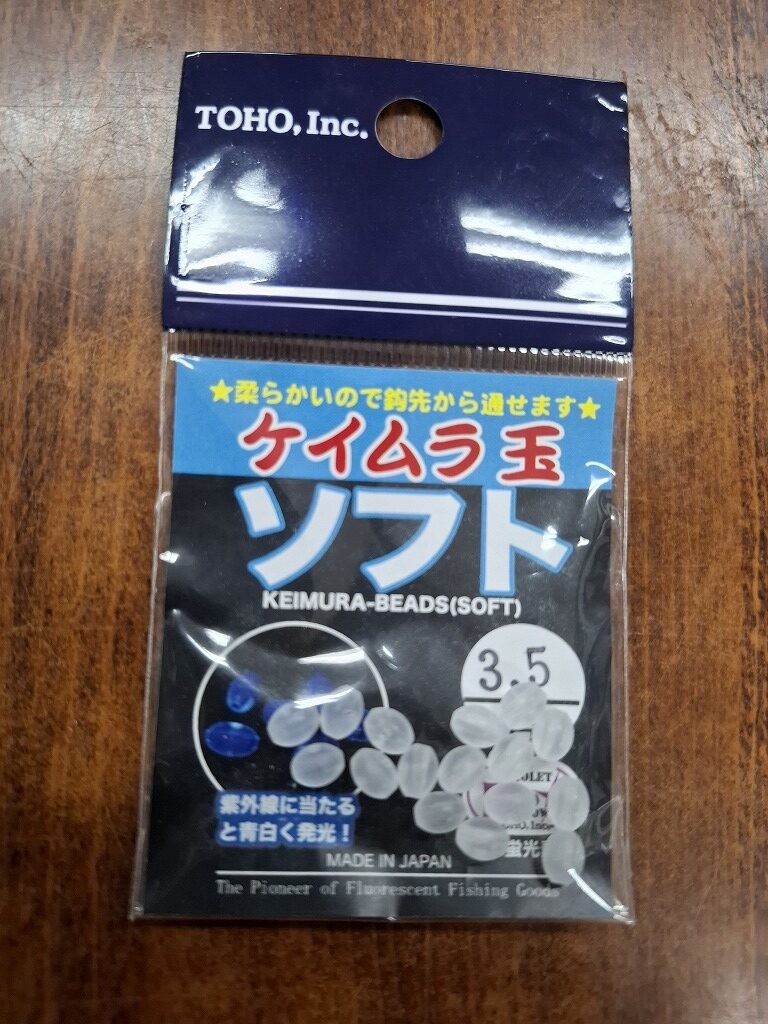 TOHO, Inc.
★柔らかいので鈎先から通せます★
ケイムラ玉
ソフト
KEIMURA-BEADS(SOFT)
3.5
紫外線に当たる
と青白く発光！
MADE IN JAPAN
The Pioneer of Fluorescent Fishing Goods